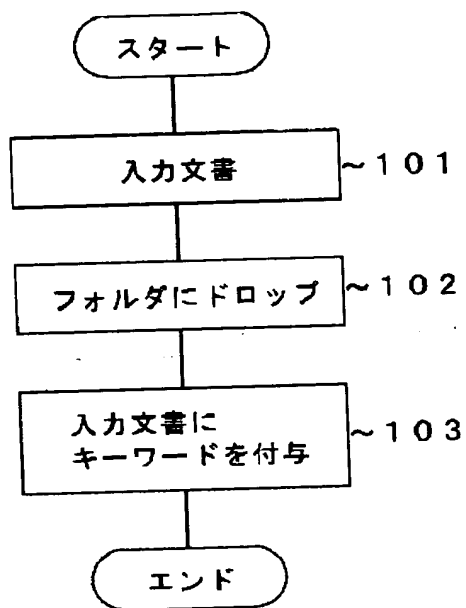 スタート
入力文書 ~101
フォルダにドロップ ~102
入力文書に
キーワードを付与 ~103
エンド